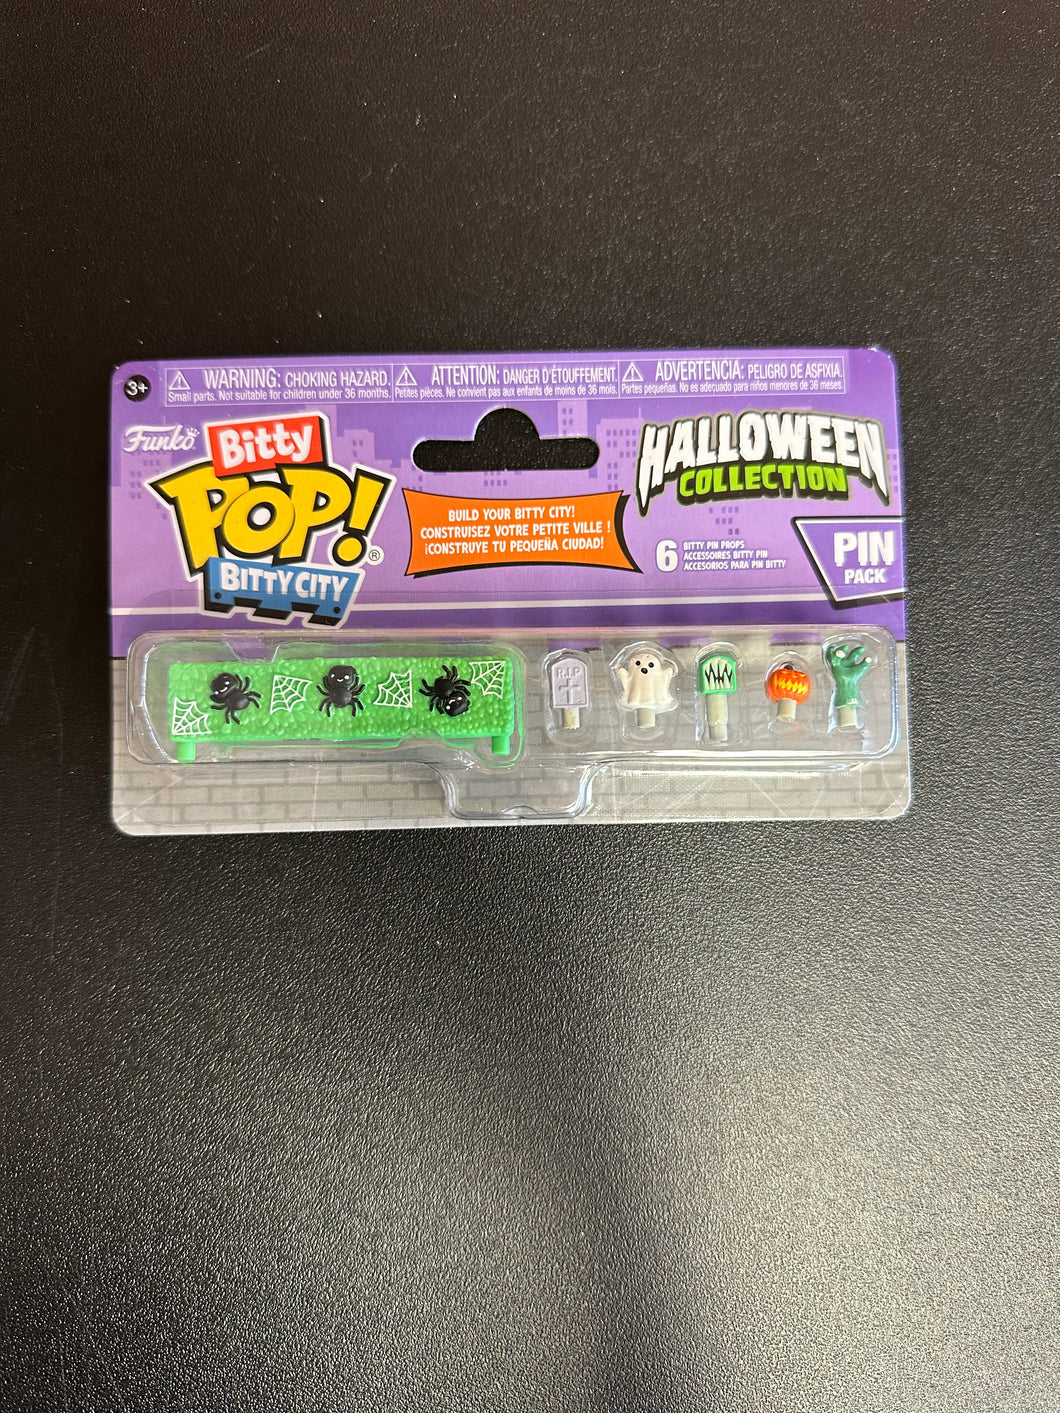 3+
WARNING: CHOKING HAZARD.
Small parts. Not suitable for children under 36 months.
ATTENTION: DANGER D'ÉTOUFFEMENT.
Petites pièces. Ne convient pas aux enfants de moins de 36 mois.
ADVERTENCIA: PELIGRO DE ASFIXIA.
Partes pequeñas. No es adecuado para niños menores de 36 meses.
Funko
Bitty
POP!®
BITTY CITY
BUILD YOUR BITTY CITY!
CONSTRUISEZ VOTRE PETITE VILLE !
¡CONSTRUYE TU PEQUEÑA CIUDAD!
HALLOWEEN
COLLECTION
6
BITTY PIN PROPS
ACCESSOIRES BITTY PIN
ACCESORIOS PARA PIN BITTY
PIN
PACK
R.I.P